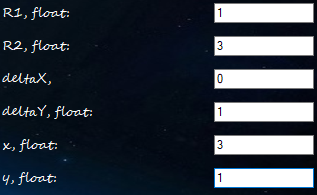 R1, float: 1
R2, float: 3
deltaX, 0
deltaY, float: 1
x, float: 3
y, float: 1